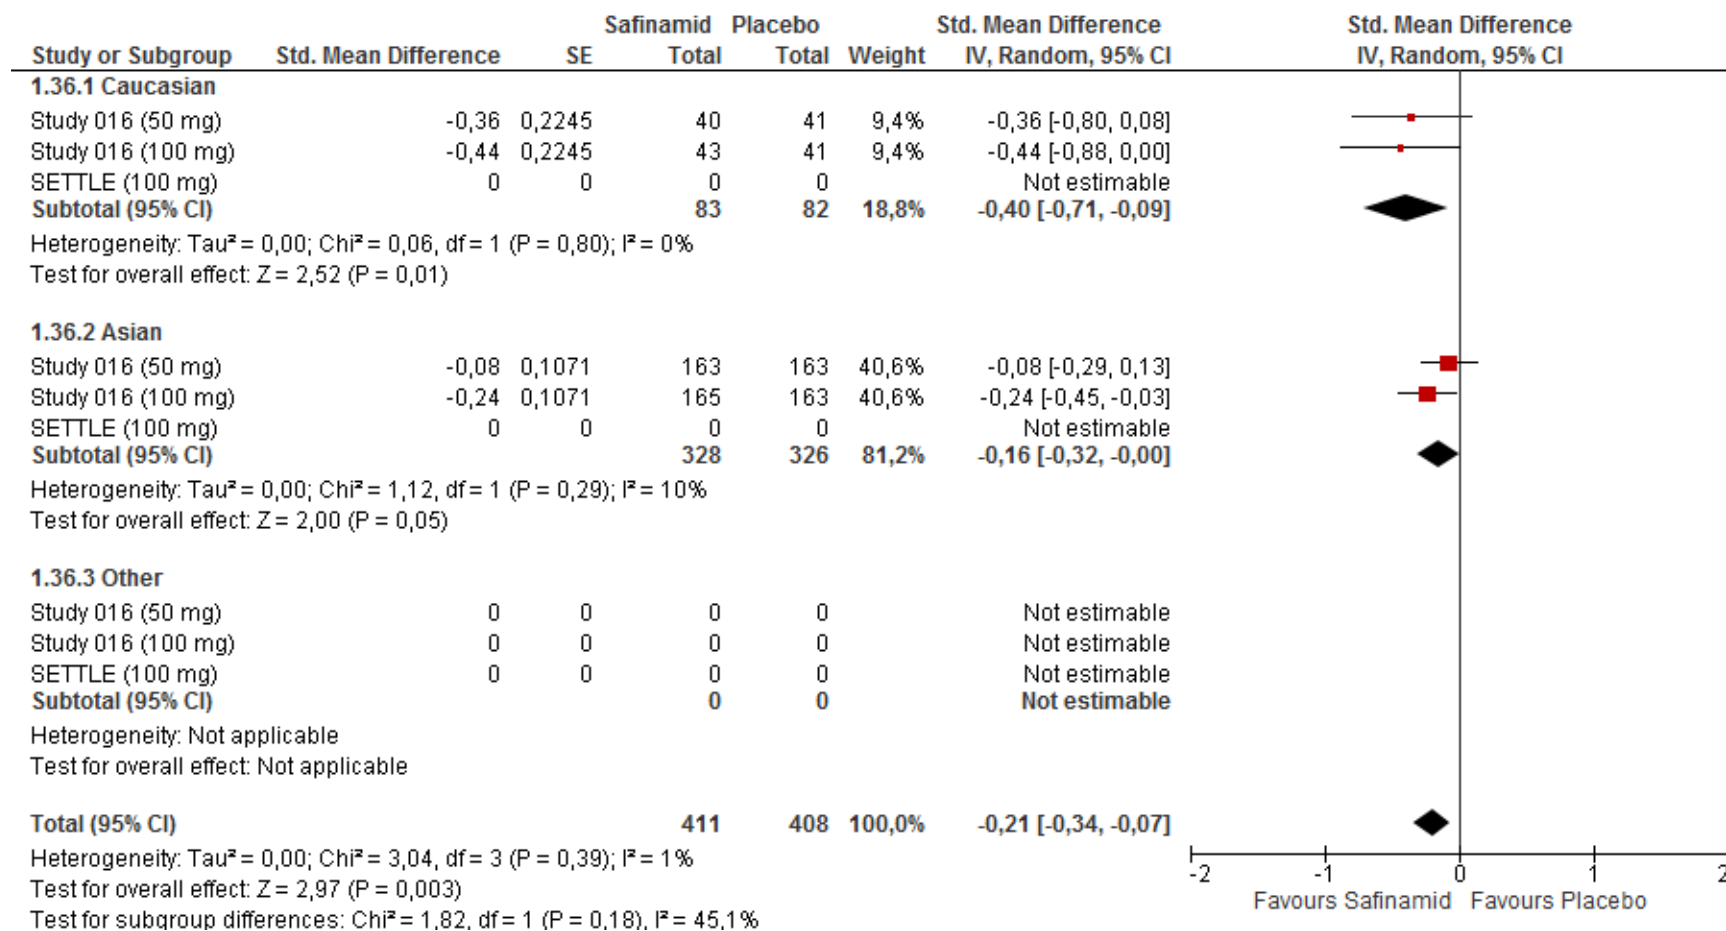 Safinamid Placebo Std. Mean Difference Std. Mean Difference
Study or Subgroup Std. Mean Difference SE Total Total Weight IV, Random, 95% CI IV, Random, 95% CI
1.36.1 Caucasian
Study 016 (50 mg) -0,36 0,2245 40 41 9,4% -0,36 [-0,80, 0,08]
Study 016 (100 mg) -0,44 0,2245 43 41 9,4% -0,44 [-0,88, 0,00]
SETTLE (100 mg) 0 0 0 0 Not estimable
Subtotal (95% CI) 83 82 18,8% -0,40 [-0,71, -0,09]
Heterogeneity: Tau² = 0,00; Chi² = 0,06, df = 1 (P = 0,80); I² = 0%
Test for overall effect: Z = 2,52 (P = 0,01)
1.36.2 Asian
Study 016 (50 mg) -0,08 0,1071 163 163 40,6% -0,08 [-0,29, 0,13]
Study 016 (100 mg) -0,24 0,1071 165 163 40,6% -0,24 [-0,45, -0,03]
SETTLE (100 mg) 0 0 0 0 Not estimable
Subtotal (95% CI) 328 326 81,2% -0,16 [-0,32, -0,00]
Heterogeneity: Tau² = 0,00; Chi² = 1,12, df = 1 (P = 0,29); I² = 10%
Test for overall effect: Z = 2,00 (P = 0,05)
1.36.3 Other
Study 016 (50 mg) 0 0 0 0 Not estimable
Study 016 (100 mg) 0 0 0 0 Not estimable
SETTLE (100 mg) 0 0 0 0 Not estimable
Subtotal (95% CI) 0 0 Not estimable
Heterogeneity: Not applicable
Test for overall effect: Not applicable
Total (95% CI) 411 408 100,0% -0,21 [-0,34, -0,07]
Heterogeneity: Tau² = 0,00; Chi² = 3,04, df = 3 (P = 0,39); I² = 1%
Test for overall effect: Z = 2,97 (P = 0,003)
Test for subgroup differences: Chi² = 1,82, df = 1 (P = 0,18), I² = 45,1%
-2 -1 0 1 2
Favours Safinamid Favours Placebo